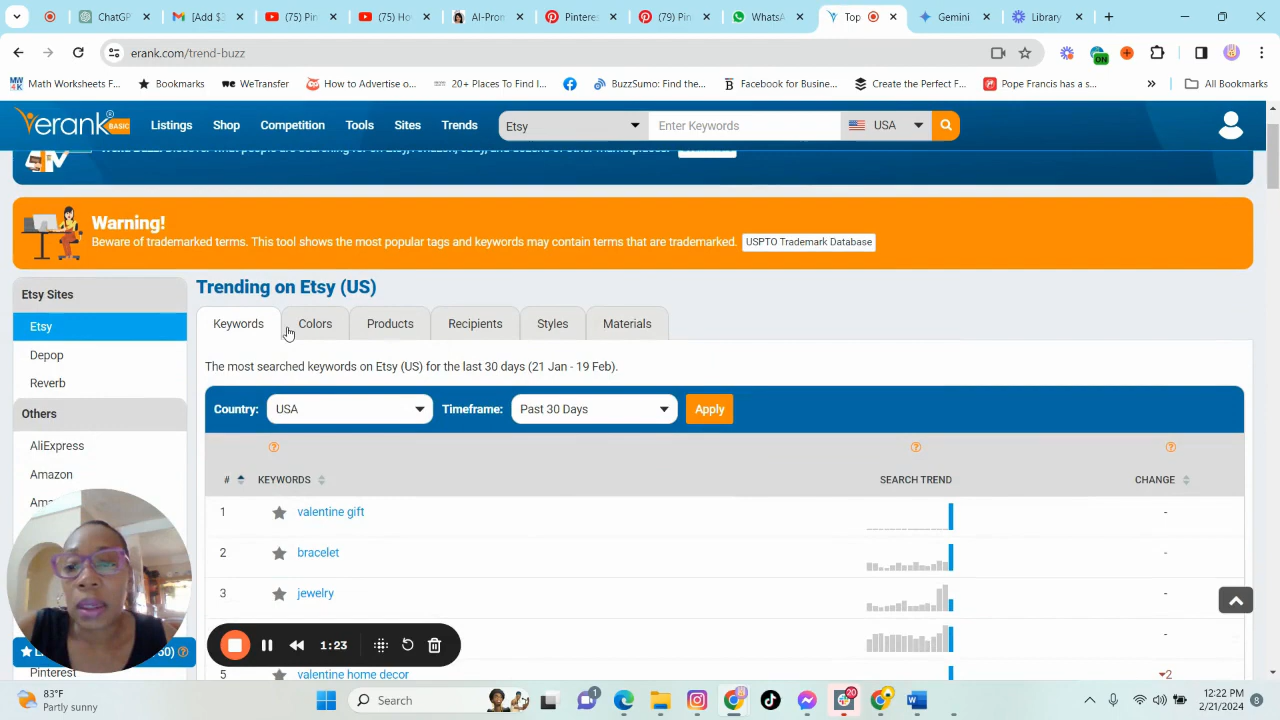 ChatGP
Add $3
(75) Pi
(75) Ho
AI-Pron
Pinteres
(79) Pin
WhatsA
Top
Gemini
Library
erank.com/trend-buzz
ON
Math Worksheets F...
Bookmarks
WeTransfer
How to Advertise o...
20+ Places To Find I...
BuzzSumo: Find the...
Facebook for Busine...
Create the Perfect F...
Pope Francis has a s...
All Bookmarks
erank BASIC
Listings
Shop
Competition
Tools
Sites
Trends
Etsy
Enter Keywords
USA
Warning!
Beware of trademarked terms. This tool shows the most popular tags and keywords may contain terms that are trademarked.
USPTO Trademark Database
Etsy Sites
Etsy
Depop
Reverb
Others
AliExpress
Amazon
Pinterest
Trending on Etsy (US)
Keywords
Colors
Products
Recipients
Styles
Materials
The most searched keywords on Etsy (US) for the last 30 days (21 Jan - 19 Feb).
Country:
USA
Timeframe:
Past 30 Days
Apply
#
KEYWORDS
SEARCH TREND
CHANGE
1
valentine gift
-
2
bracelet
-
3
jewelry
-
-
5
valentine home decor
2
1:23
83°F
Partly sunny
Search
1
20
12:22 PM
2/21/2024
8